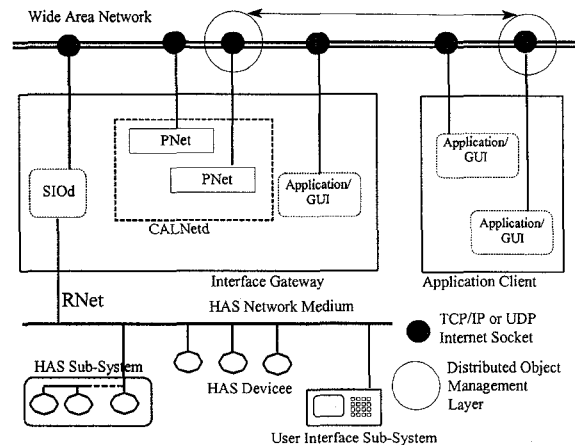 Wide Area Network
PNet
PNet
SIOd
Application/
GUI
CALNetd
Application/
GUI
Application/
GUI
Interface Gateway
Application Client
RNet
HAS Network Medium
TCP/IP or UDP
Internet Socket
HAS Sub-System
HAS Devicee
Distributed Object
Management
Layer
User Interface Sub-System